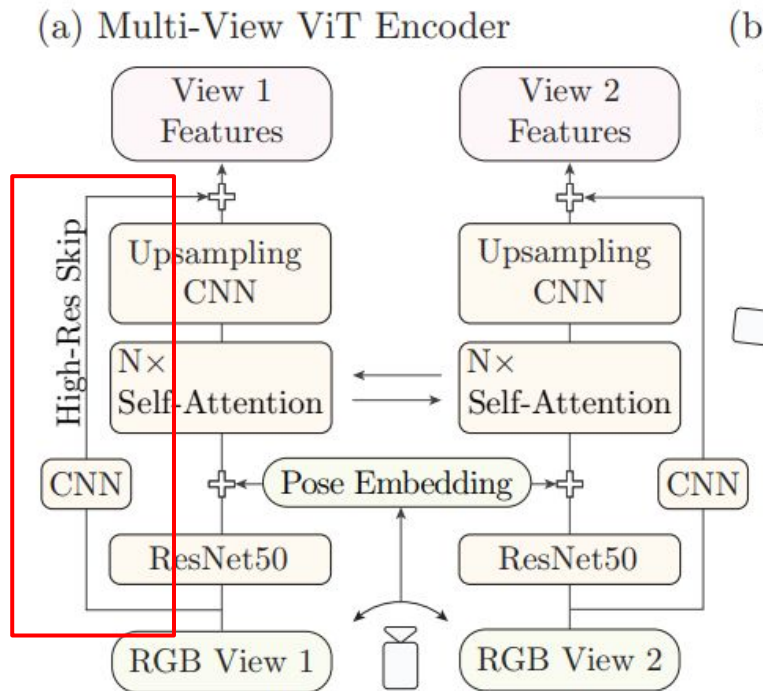 (a) Multi-View ViT Encoder
(b
View 1
Features
View 2
Features
High-Res Skip
Upsampling
CNN
Upsampling
CNN
N×
Self-Attention
N×
Self-Attention
CNN
Pose Embedding
CNN
ResNet50
ResNet50
RGB View 1
RGB View 2